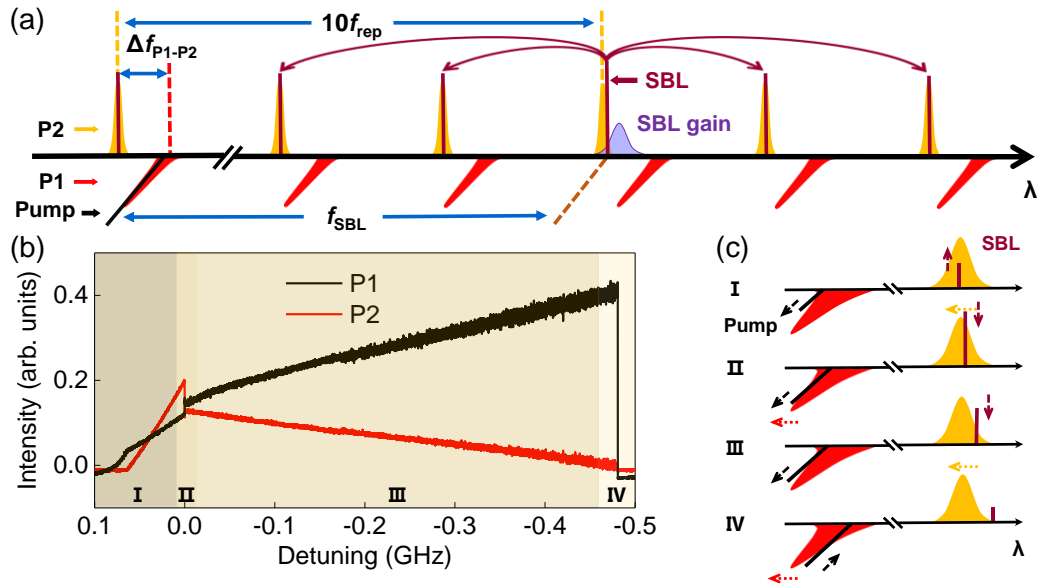 (a)
10f_rep
Δf_P1-P2
SBL
P2
SBL gain
P1
λ
Pump
f_SBL
(b)
Intensity (arb. units)
0.4
0.2
0.0
P1
P2
I II III IV
0.1 0.0 -0.1 -0.2 -0.3 -0.4 -0.5
Detuning (GHz)
(c)
SBL
I
Pump
II
III
IV
λ